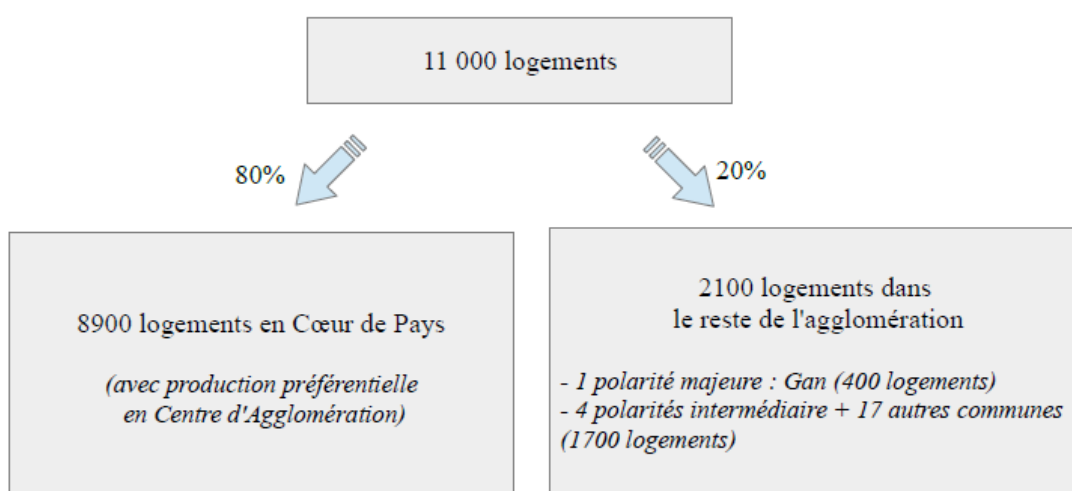 11 000 logements
80%
20%
8900 logements en Cœur de Pays
(avec production préférentielle
en Centre d'Agglomération)
2100 logements dans
le reste de l'agglomération
- 1 polarité majeure : Gan (400 logements)
- 4 polarités intermédiaire + 17 autres communes
(1700 logements)